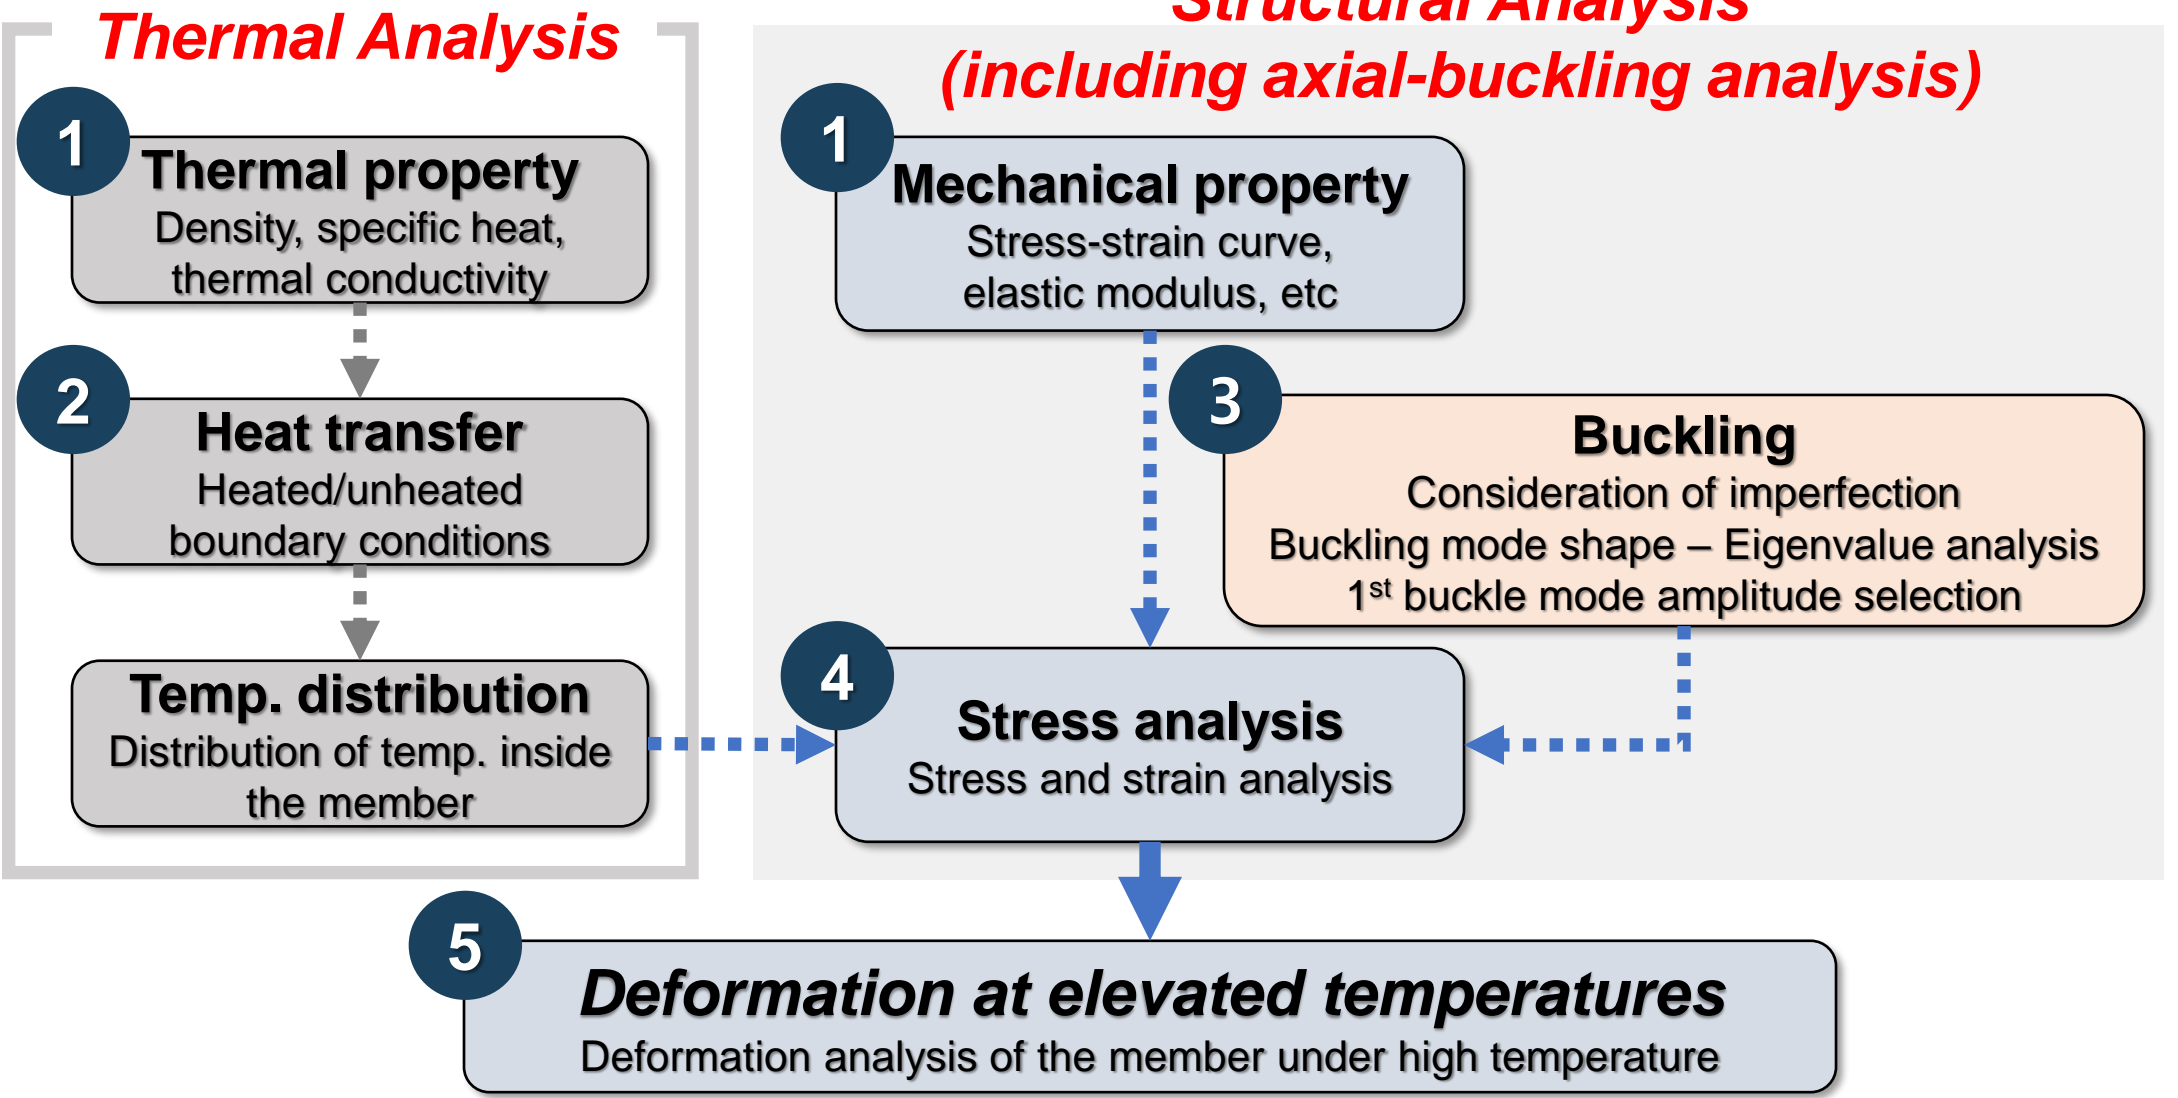 Thermal Analysis
1
Thermal property
Density, specific heat,
thermal conductivity
2
Heat transfer
Heated/unheated
boundary conditions
Temp. distribution
Distribution of temp. inside
the member
Structural Analysis
(including axial-buckling analysis)
1
Mechanical property
Stress-strain curve,
elastic modulus, etc
3
Buckling
Consideration of imperfection
Buckling mode shape – Eigenvalue analysis
1st buckle mode amplitude selection
4
Stress analysis
Stress and strain analysis
5
Deformation at elevated temperatures
Deformation analysis of the member under high temperature